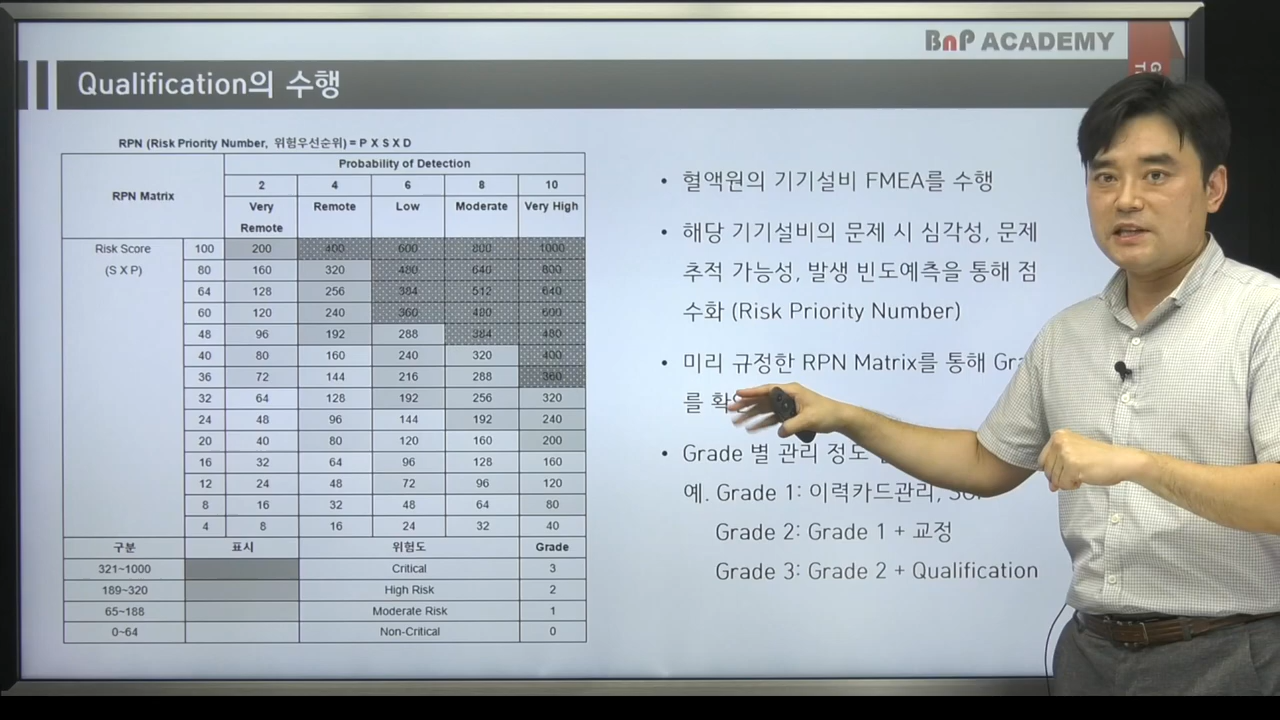 BnP ACADEMY
Qualification의 수행
RPN (Risk Priority Number, 위험우선순위) = P X S X D
RPN Matrix
Probability of Detection
2 4 6 8 10
Very Remote Remote Low Moderate Very High
Risk Score (S X P)
100 200 400 600 800 1000
80 160 320 480 640 800
64 128 256 384 512 640
60 120 240 360 480 600
48 96 192 288 384 480
40 80 160 240 320 400
36 72 144 216 288 360
32 64 128 192 256 320
24 48 96 144 192 240
20 40 80 120 160 200
16 32 64 96 128 160
12 24 48 72 96 120
8 16 32 48 64 80
4 8 16 24 32 40
구분 표시 위험도 Grade
321~1000 Critical 3
189~320 High Risk 2
65~188 Moderate Risk 1
0~64 Non-Critical 0
• 혈액원의 기기설비 FMEA를 수행
• 해당 기기설비의 문제 시 심각성, 문제
추적 가능성, 발생 빈도예측을 통해 점
수화 (Risk Priority Number)
• 미리 규정한 RPN Matrix를 통해
를
• Grade 별 관리 정도
예. Grade 1: 이력카드관리,
Grade 2: Grade 1 + 교정
Grade 3: Grade 2 + Qualification